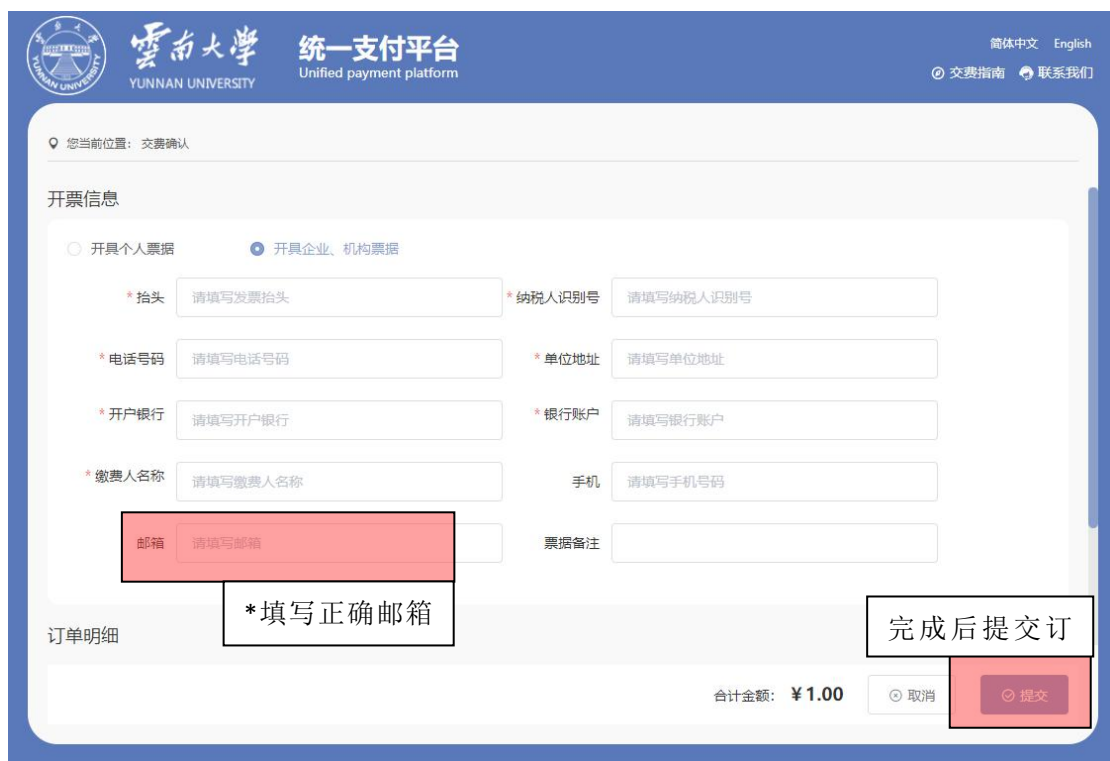 雲南大學
YUNNAN UNIVERSITY
YUNNAN UNIVERSITY
统一支付平台
Unified payment platform
简体中文 English
交费指南 联系我们
您当前位置： 交费确认
开票信息
开具个人票据 开具企业、机构票据
*抬头 请填写发票抬头 *纳税人识别号 请填写纳税人识别号
*电话号码 请填写电话号码 *单位地址 请填写单位地址
*开户银行 请填写开户银行 *银行账户 请填写银行账户
*缴费人名称 请填写缴费人名称 手机 请填写手机号码
邮箱 请填写邮箱 票据备注
*填写正确邮箱
完成后提交订
订单明细
合计金额： ¥1.00 取消 提交